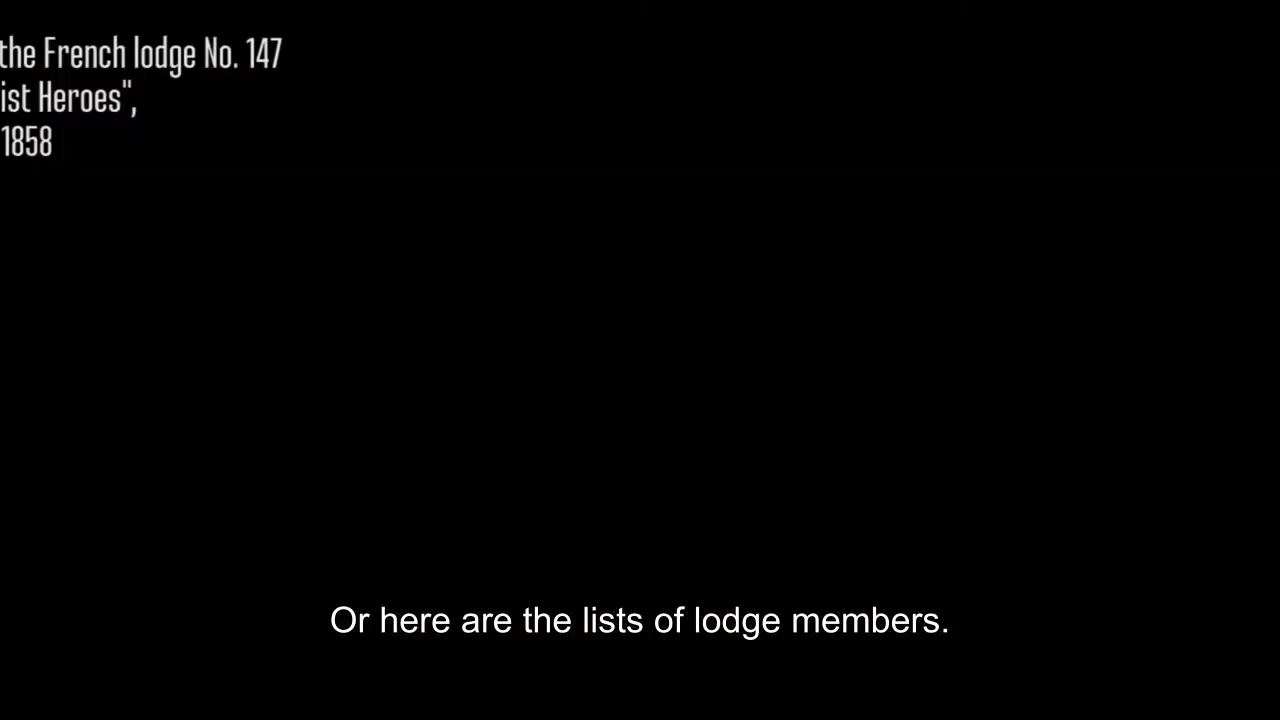 the French lodge No. 147
ist Heroes",
1858
Or here are the lists of lodge members.